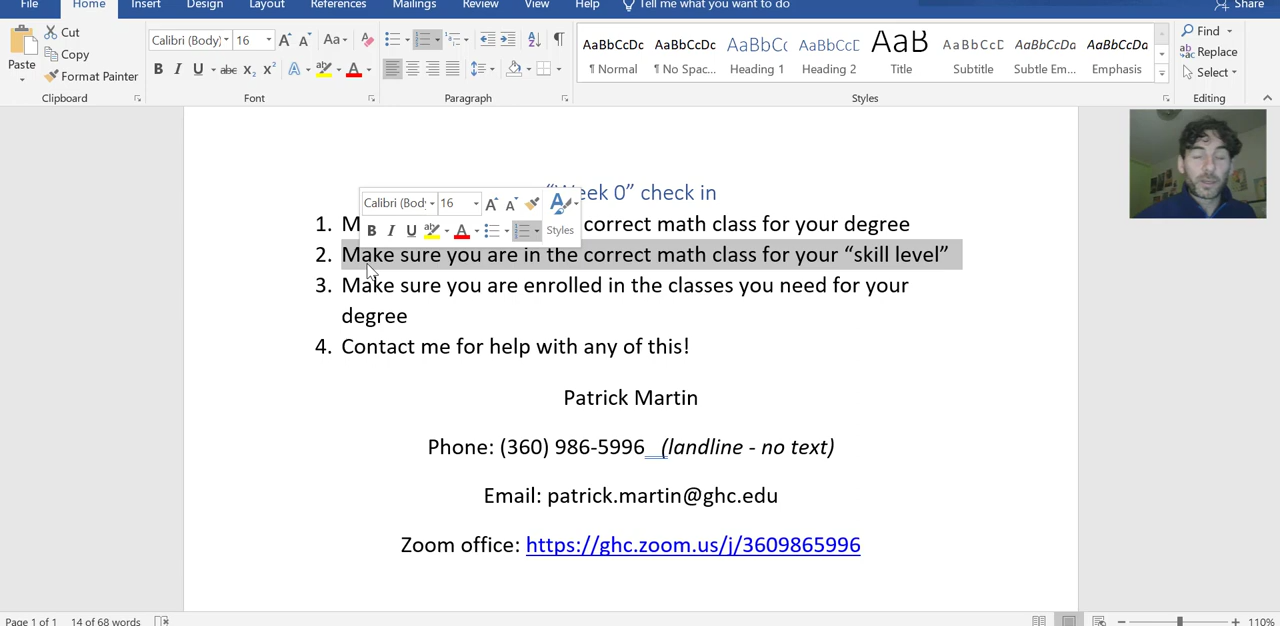 File Home Insert Design Layout References Mailings Review View Help Tell me what you want to do Share
Cut
Copy
Format Painter
Paste
Calibri (Body) 16
Aa
B I U abc X₂ X² A A
AaBbCcDc AaBbCcDc AaBbCc AaBbCcE AaB AaBbCcE AaBbCcDc AaBbCcDc
¶ Normal ¶ No Spac... Heading 1 Heading 2 Title Subtitle Subtle Em... Emphasis
Find
Replace
Select
Clipboard Font Paragraph Styles Editing
"Week 0" check in
Calibri (Body 16
B I U A Styles
1. M correct math class for your degree
2. Make sure you are in the correct math class for your “skill level”
3. Make sure you are enrolled in the classes you need for your
degree
4. Contact me for help with any of this!
Patrick Martin
Phone: (360) 986-5996 (landline - no text)
Email: patrick.martin@ghc.edu
Zoom office: https://ghc.zoom.us/j/3609865996
Page 1 of 1 14 of 68 words 110%